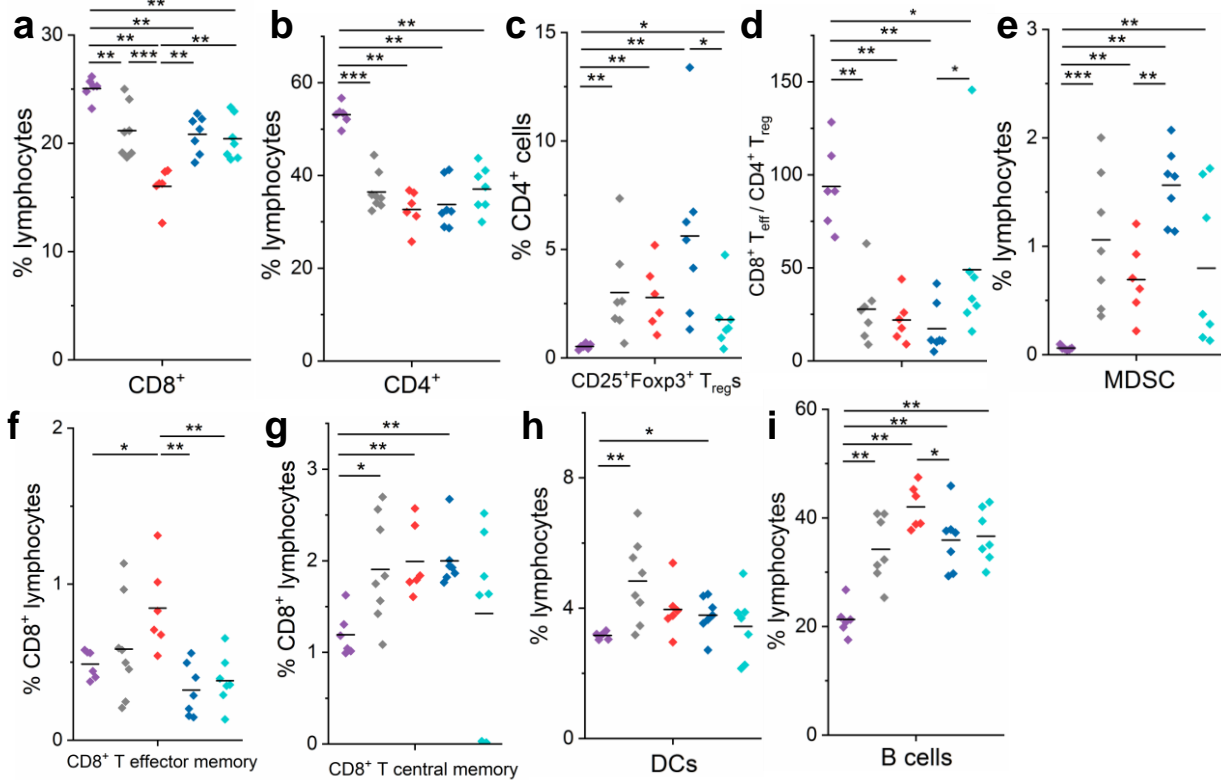 a
**
**
**
**
**
***
**
30
20
10
0
% lymphocytes
CD8⁺
b
**
**
**
***
60
40
20
0
% lymphocytes
CD4⁺
c
*
**
*
**
**
15
10
5
0
% CD4⁺ cells
CD25⁺Foxp3⁺ Tregs
d
*
**
**
**
*
150
100
50
0
CD8⁺ Teff / CD4⁺ Treg
e
**
**
**
***
**
3
2
1
0
% lymphocytes
MDSC
f
**
*
**
2
1
0
% CD8⁺ lymphocytes
CD8⁺ T effector memory
g
**
**
*
3
2
1
0
% CD8⁺ lymphocytes
CD8⁺ T central memory
h
*
**
8
4
0
% lymphocytes
DCs
i
**
**
**
**
*
60
40
20
0
% lymphocytes
B cells